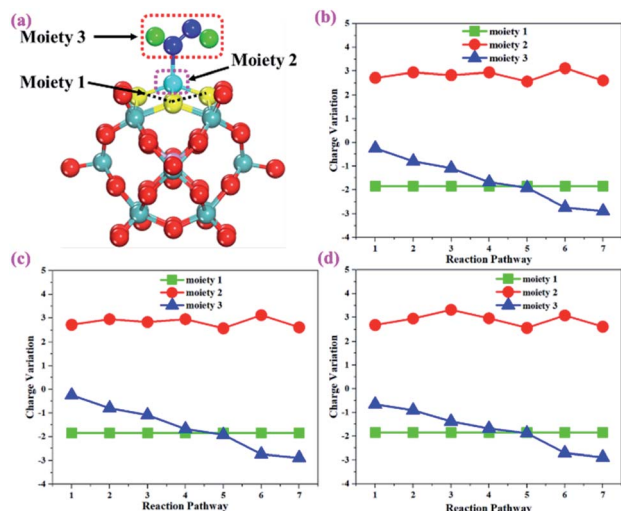 (a)
Moiety 3
Moiety 2
Moiety 1
(b)
moiety 1
moiety 2
moiety 3
Charge Variation
5
4
3
2
1
0
-1
-2
-3
-4
1 2 3 4 5 6 7
Reaction Pathway
(c)
moiety 1
moiety 2
moiety 3
Charge Variation
5
4
3
2
1
0
-1
-2
-3
-4
1 2 3 4 5 6 7
Reaction Pathway
(d)
moiety 1
moiety 2
moiety 3
Charge Variation
5
4
3
2
1
0
-1
-2
-3
-4
1 2 3 4 5 6 7
Reaction Pathway